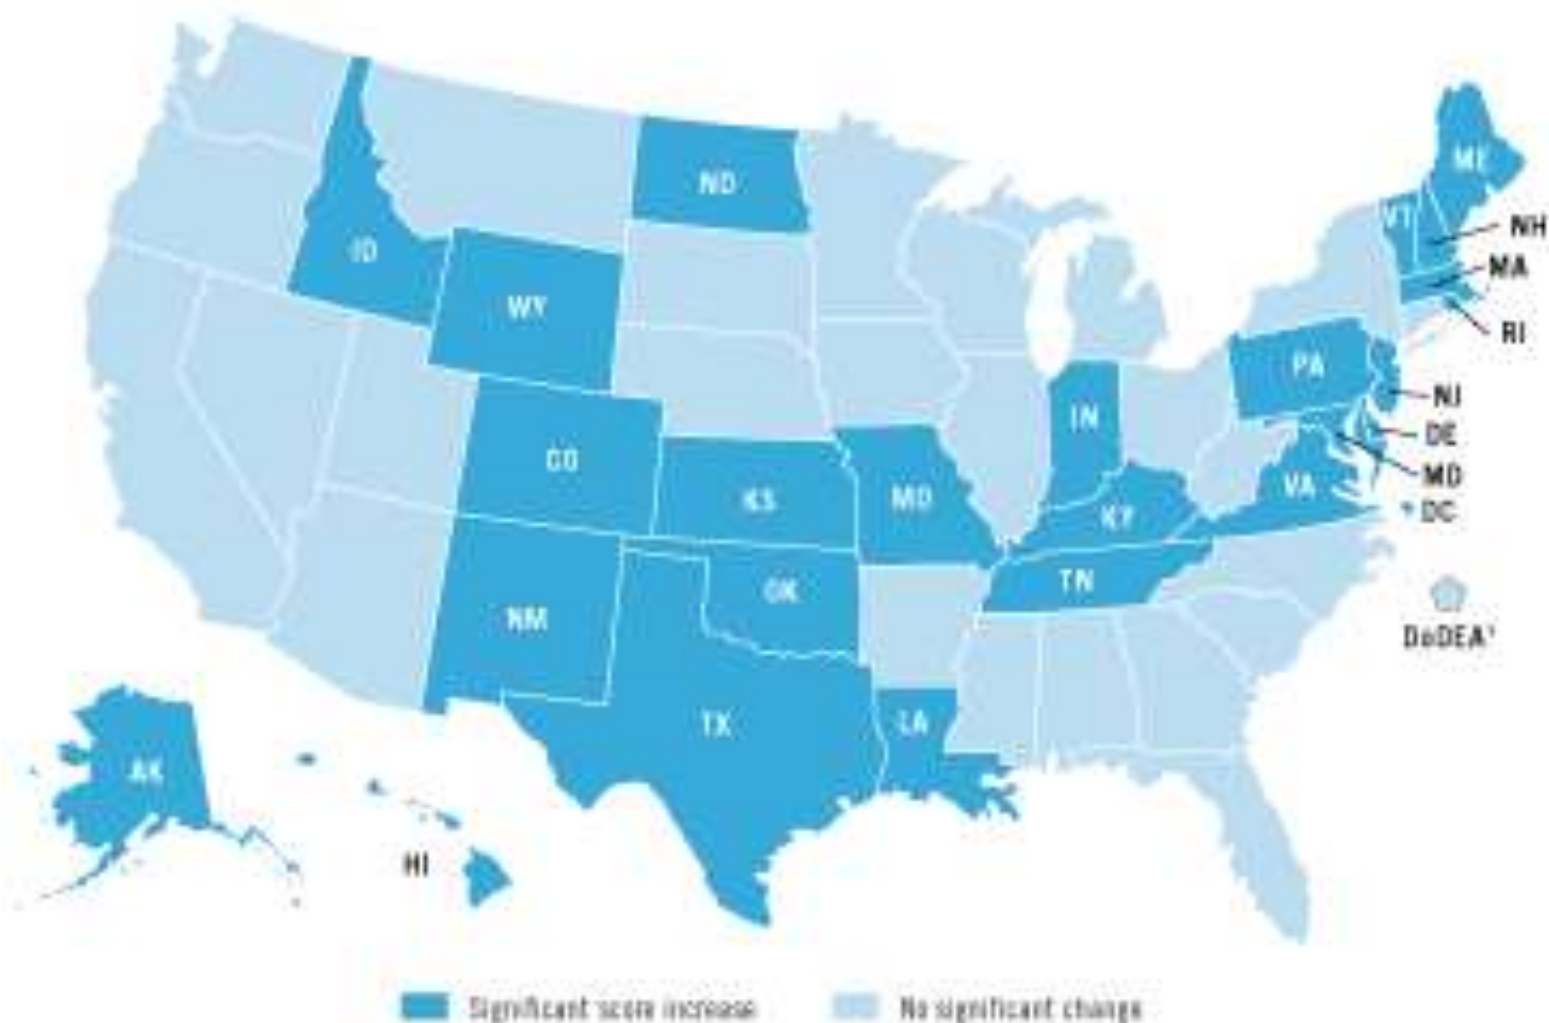 ME
ND
VT
NH
ID
MA
WY
RI
PA
NJ
IN
DE
CO
MD
VA
KS
MO
DC
KY
TN
OK
NM
DoDEA¹
TX
LA
AK
HI
Significant score increase
No significant change